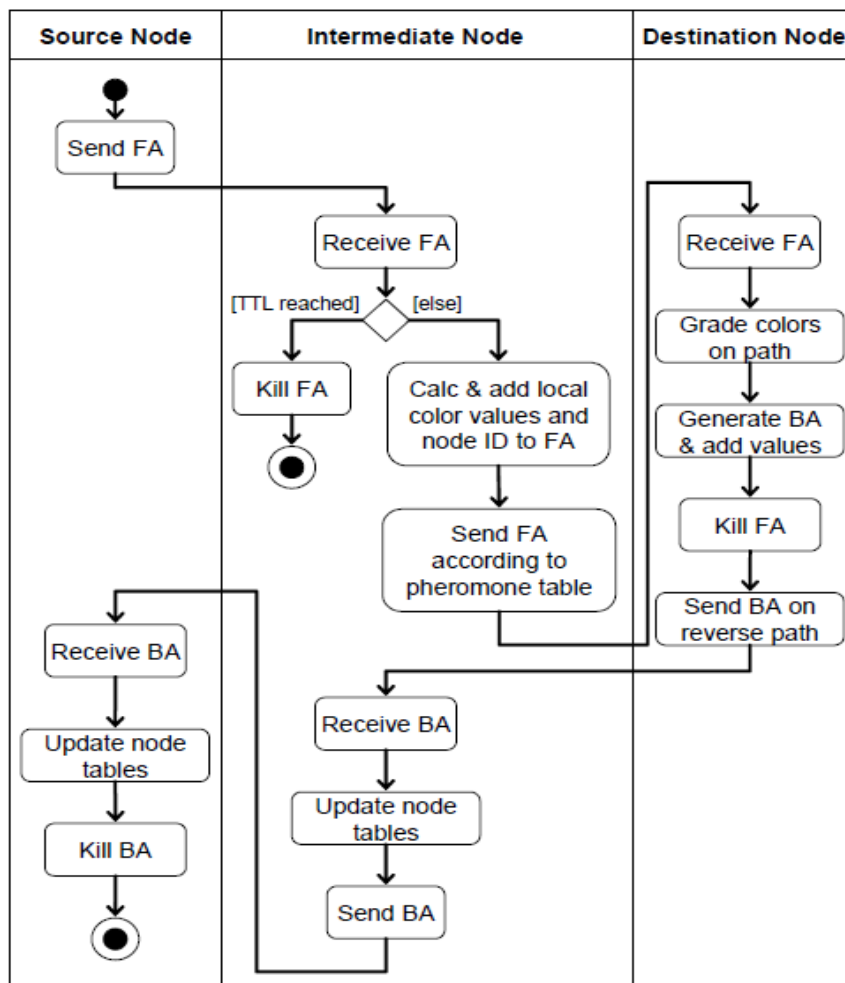 Source Node
Intermediate Node
Destination Node
Send FA
Receive FA
[TTL reached]
[else]
Kill FA
Calc & add local
color values and
node ID to FA
Send FA
according to
pheromone table
Receive FA
Grade colors
on path
Generate BA
& add values
Kill FA
Send BA on
reverse path
Receive BA
Update node
tables
Send BA
Receive BA
Update node
tables
Kill BA